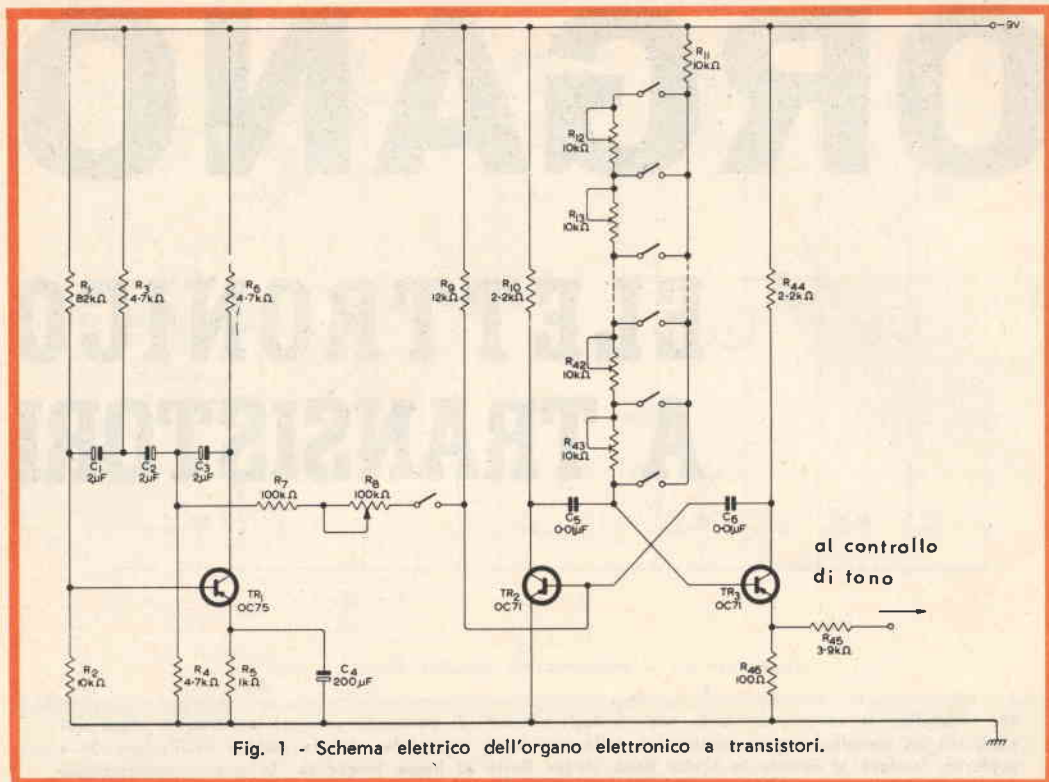 ORGANO
ELETTRONICO
A TRANSISTORI
-9V
R11
10kΩ
R12
10kΩ
R13
10kΩ
R1
82kΩ
R3
4·7kΩ
R6
4·7kΩ
R9
12kΩ
R10
2·2kΩ
R44
2·2kΩ
R42
10kΩ
R43
10kΩ
C1
2µF
C2
2µF
C3
2µF
R7
100kΩ
R8
100kΩ
C5
0·01µF
C6
0·01µF
al controllo
di tono
TR1
OC75
TR2
OC71
TR3
OC71
R45
3·9kΩ
R2
10kΩ
R4
4·7kΩ
R5
1kΩ
C4
200µF
R46
100Ω
Fig. 1 - Schema elettrico dell'organo elettronico a transistori.